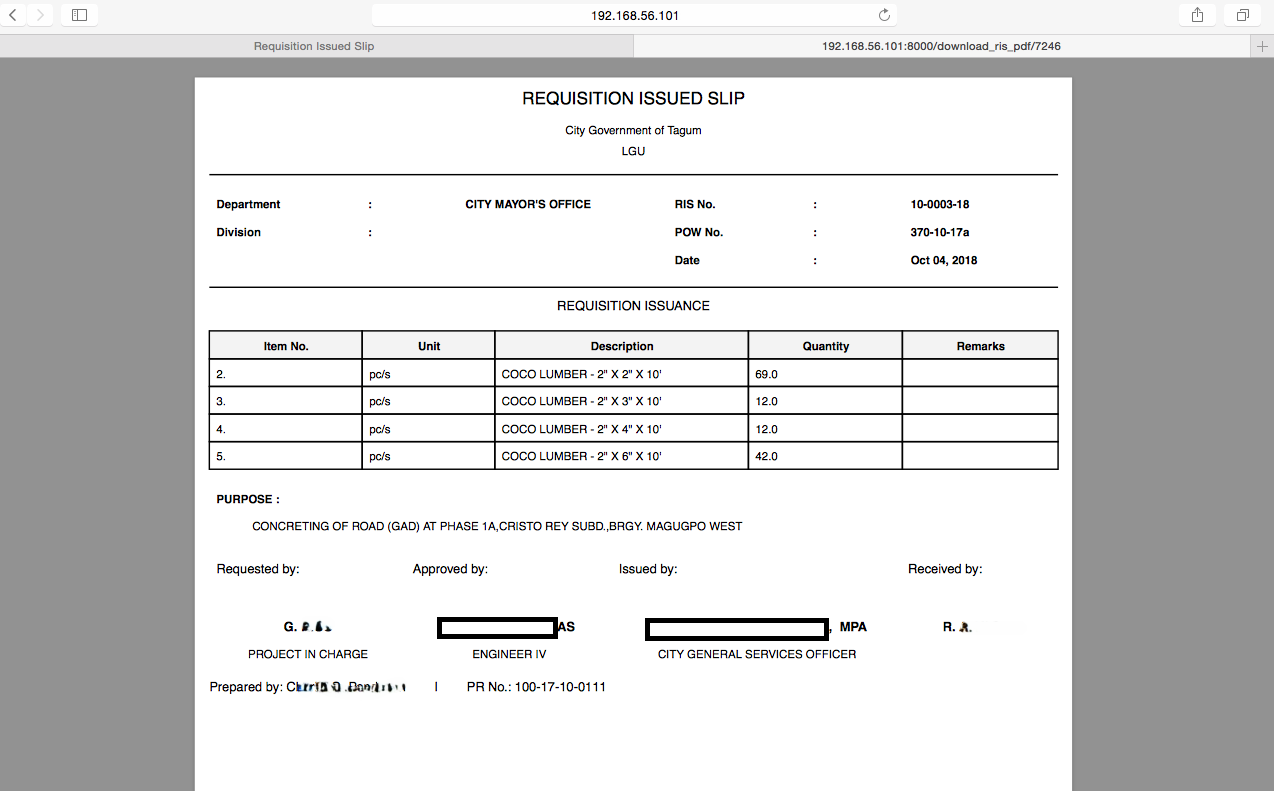 192.168.56.101
Requisition Issued Slip
192.168.56.101:8000/download_ris_pdf/7246
REQUISITION ISSUED SLIP
City Government of Tagum
LGU
Department : CITY MAYOR'S OFFICE RIS No. : 10-0003-18
Division : POW No. : 370-10-17a
Date : Oct 04, 2018
REQUISITION ISSUANCE
Item No. Unit Description Quantity Remarks
2. pc/s COCO LUMBER - 2" X 2" X 10' 69.0
3. pc/s COCO LUMBER - 2" X 3" X 10' 12.0
4. pc/s COCO LUMBER - 2" X 4" X 10' 12.0
5. pc/s COCO LUMBER - 2" X 6" X 10' 42.0
PURPOSE :
CONCRETING OF ROAD (GAD) AT PHASE 1A,CRISTO REY SUBD.,BRGY. MAGUGPO WEST
Requested by: Approved by: Issued by: Received by:
G. AS , MPA R.
PROJECT IN CHARGE ENGINEER IV CITY GENERAL SERVICES OFFICER
Prepared by: | PR No.: 100-17-10-0111